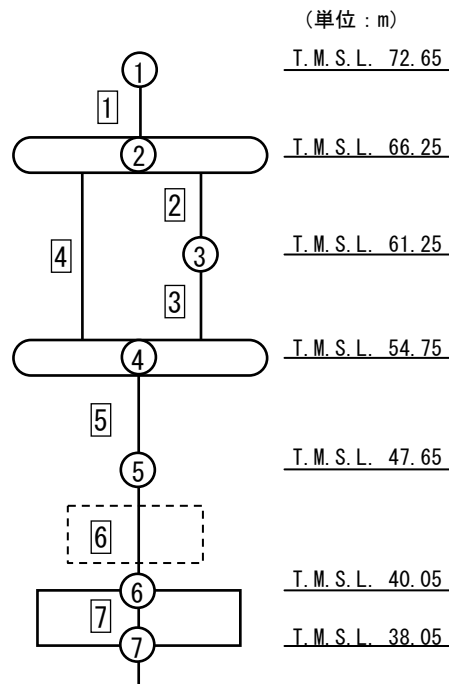 (単位：m)
① T.M.S.L. 72.65
1
② T.M.S.L. 66.25
2
③ T.M.S.L. 61.25
4
3
④ T.M.S.L. 54.75
5
⑤ T.M.S.L. 47.65
6
⑥ T.M.S.L. 40.05
7
⑦ T.M.S.L. 38.05